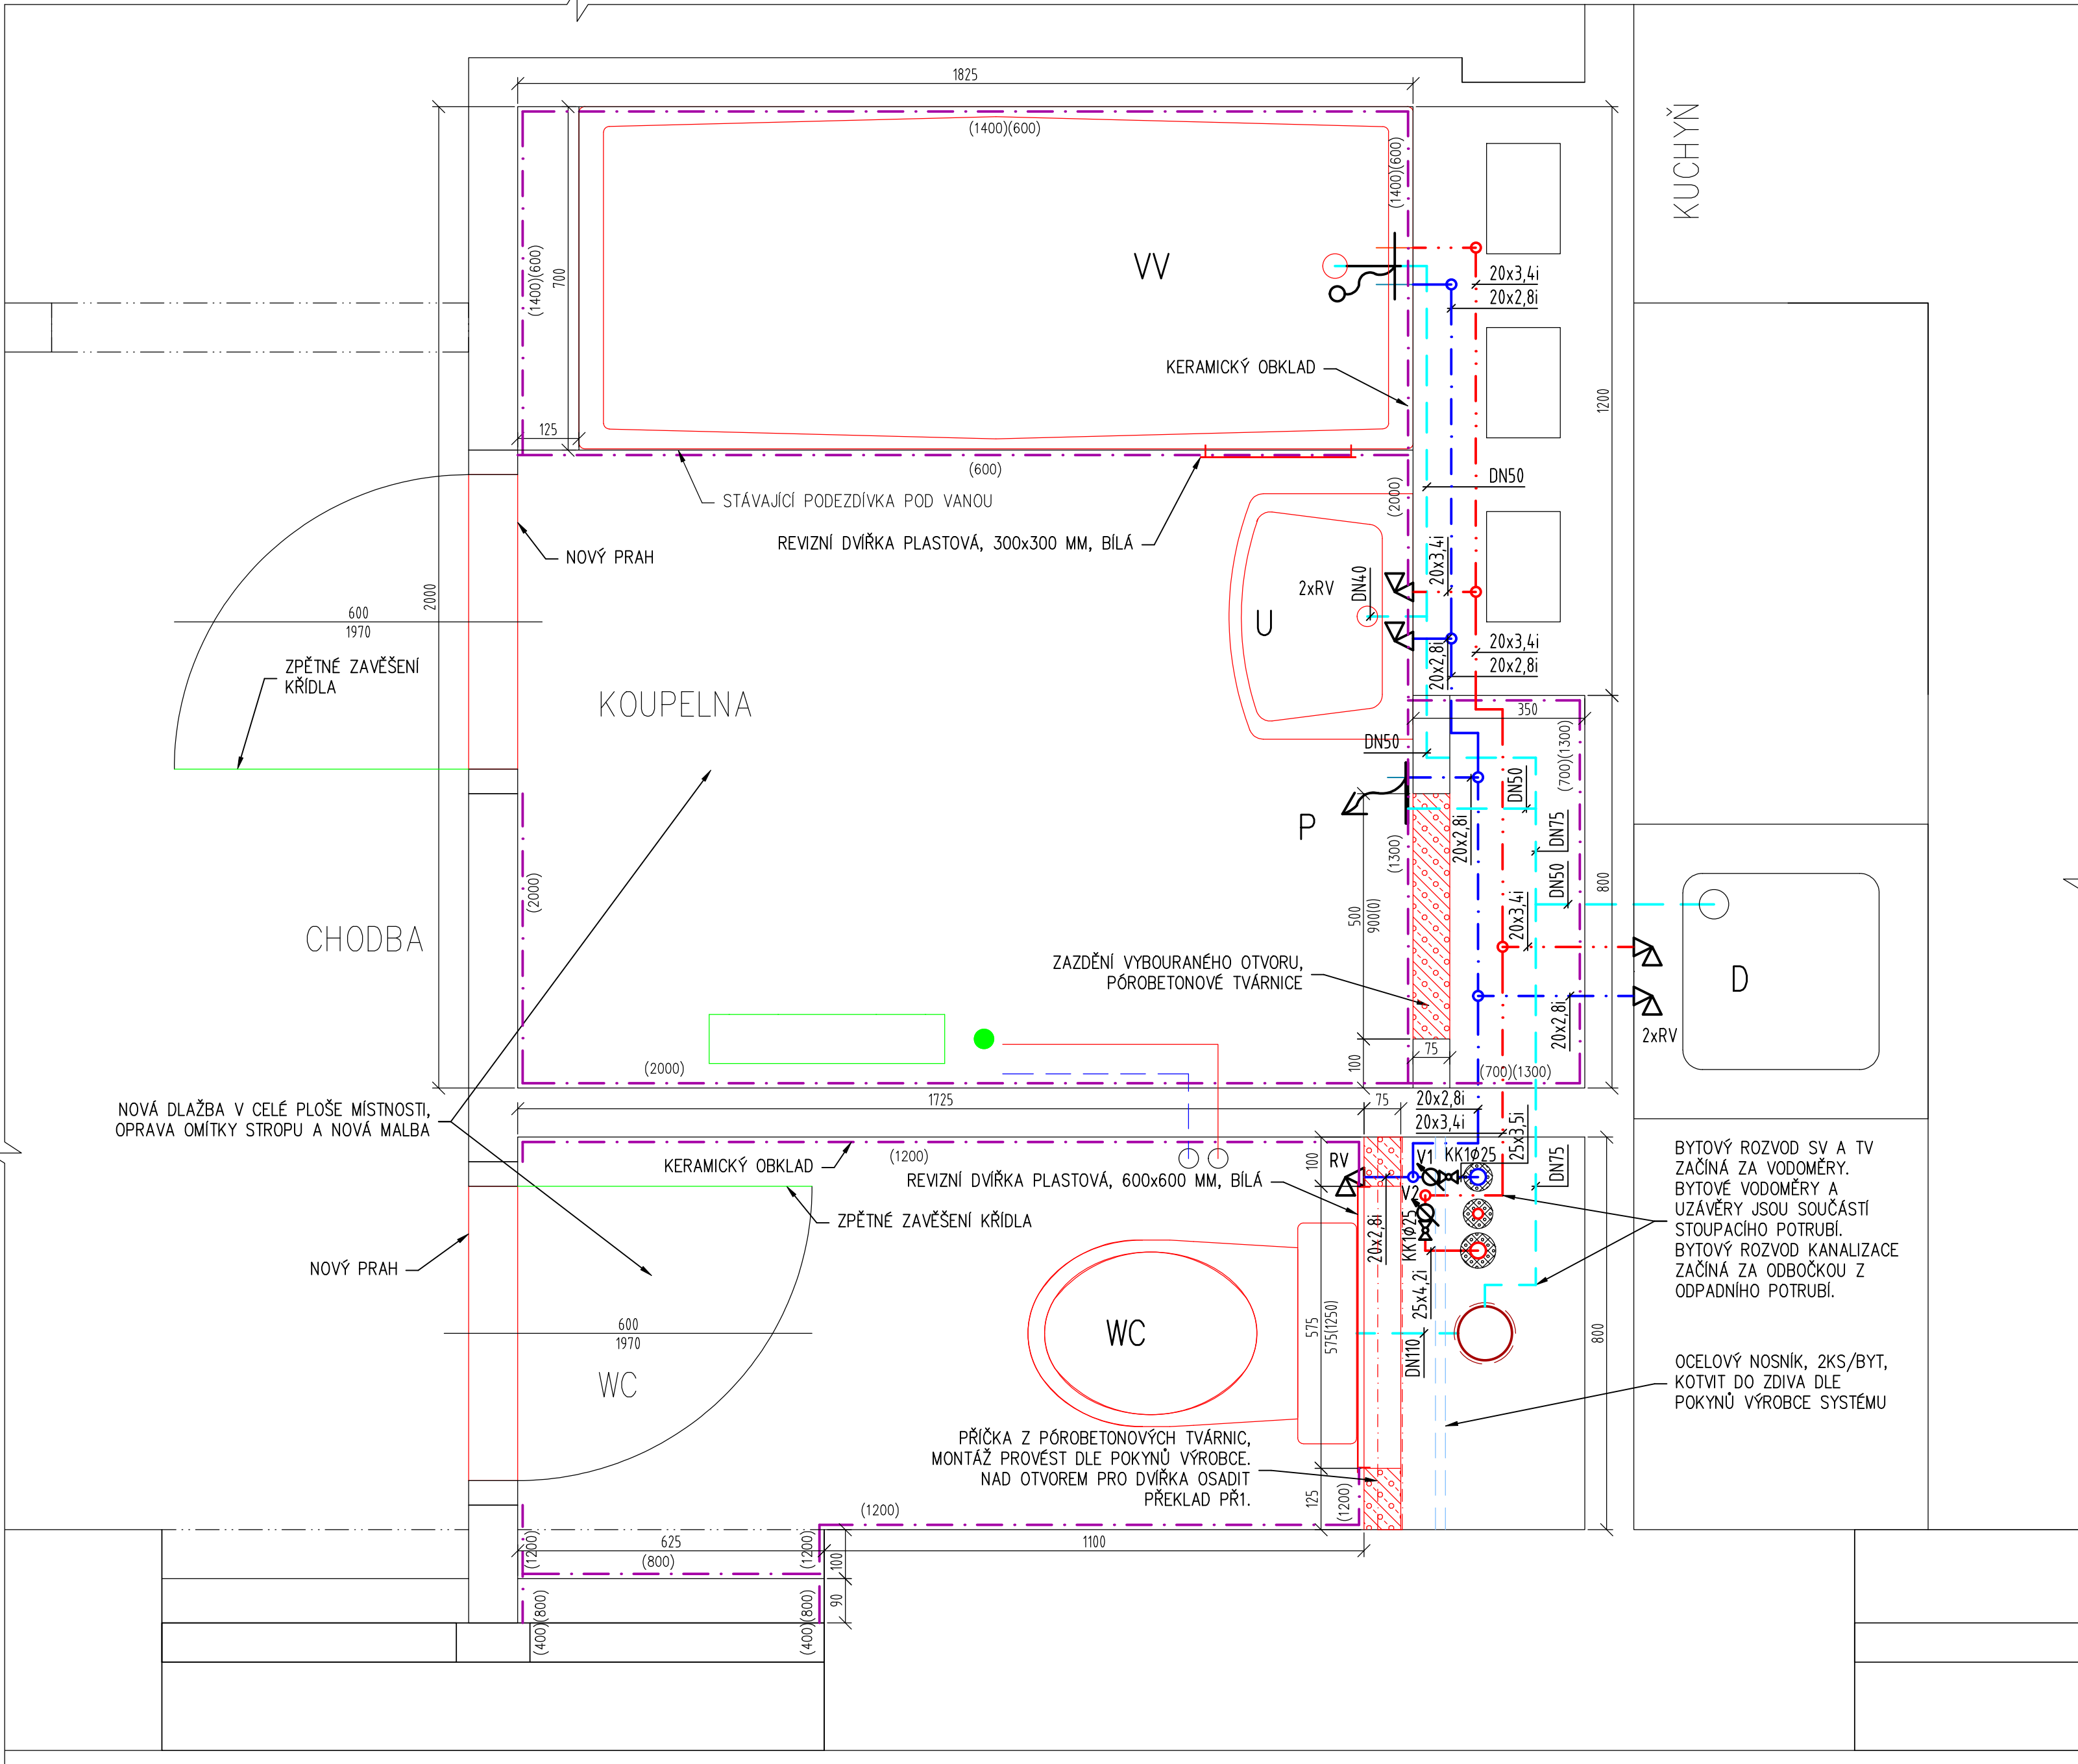 1825
(1400)(600)
(1400)(600)
KUCHYŇ
(1400)(600)
700
VV
20x3,4i
20x2,8i
KERAMICKÝ OBKLAD
1200
125
(600)
(2000)
DN50
STÁVAJÍCÍ PODEZDÍVKA POD VANOU
REVIZNÍ DVÍŘKA PLASTOVÁ, 300x300 MM, BÍLÁ
NOVÝ PRAH
2000
600
1970
2xRV
DN40
20x3,4i
U
20x2,8i
20x3,4i
20x2,8i
ZPĚTNÉ ZAVĚŠENÍ
KŘÍDLA
KOUPELNA
350
DN50
(700)(1300)
DN50
20x2,8i
DN75
P
(1300)
DN50
800
(2000)
500
900(0)
20x3,4i
CHODBA
ZAZDĚNÍ VYBOURANÉHO OTVORU,
PÓROBETONOVÉ TVÁRNICE
D
20x2,8i
2xRV
75
100
(2000)
(700)(1300)
NOVÁ DLAŽBA V CELÉ PLOŠE MÍSTNOSTI,
OPRAVA OMÍTKY STROPU A NOVÁ MALBA
1725
75
20x2,8i
20x3,4i
25x3,5i
KERAMICKÝ OBKLAD
(1200)
100
RV
V1
KK1ø25
DN75
REVIZNÍ DVÍŘKA PLASTOVÁ, 600x600 MM, BÍLÁ
V2
ZPĚTNÉ ZAVĚŠENÍ KŘÍDLA
20x2,8i
KK1ø25
NOVÝ PRAH
25x4,2i
BYTOVÝ ROZVOD SV A TV
ZAČÍNÁ ZA VODOMĚRY.
BYTOVÉ VODOMĚRY A
UZÁVĚRY JSOU SOUČÁSTÍ
STOUPACÍHO POTRUBÍ.
BYTOVÝ ROZVOD KANALIZACE
ZAČÍNÁ ZA ODBOČKOU Z
ODPADNÍHO POTRUBÍ.
600
1970
WC
WC
575
575(1250)
DN110
800
OCELOVÝ NOSNÍK, 2KS/BYT,
KOTVIT DO ZDIVA DLE
POKYNŮ VÝROBCE SYSTÉMU
PŘÍČKA Z PÓROBETONOVÝCH TVÁRNIC,
MONTÁŽ PROVÉST DLE POKYNŮ VÝROBCE.
NAD OTVOREM PRO DVÍŘKA OSADIT
PŘEKLAD PŘ1.
125
(1200)
(1200)
(1200)
625
(800)
(1200)
100
1100
90
(400)(800)
(400)(800)